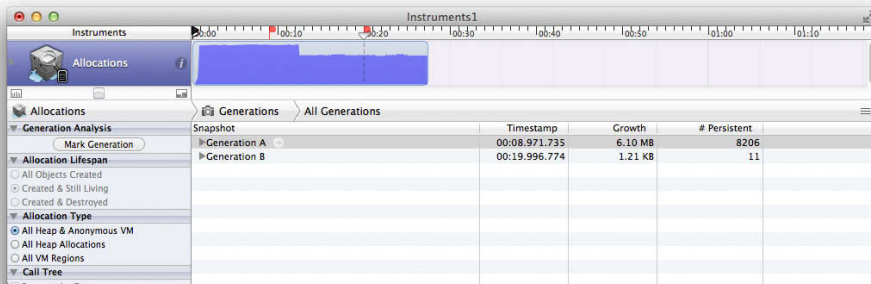 Instruments1
Instruments
00:00 00:10 00:20 00:30 00:40 00:50 01:00 01:10
Allocations
Allocations Generations All Generations
Generation Analysis
Snapshot Timestamp Growth # Persistent
Mark Generation
Generation A 00:08.971.735 6.10 MB 8206
Allocation Lifespan
Generation B 00:19.996.774 1.21 KB 11
All Objects Created
Created & Still Living
Created & Destroyed
Allocation Type
All Heap & Anonymous VM
All Heap Allocations
All VM Regions
Call Tree